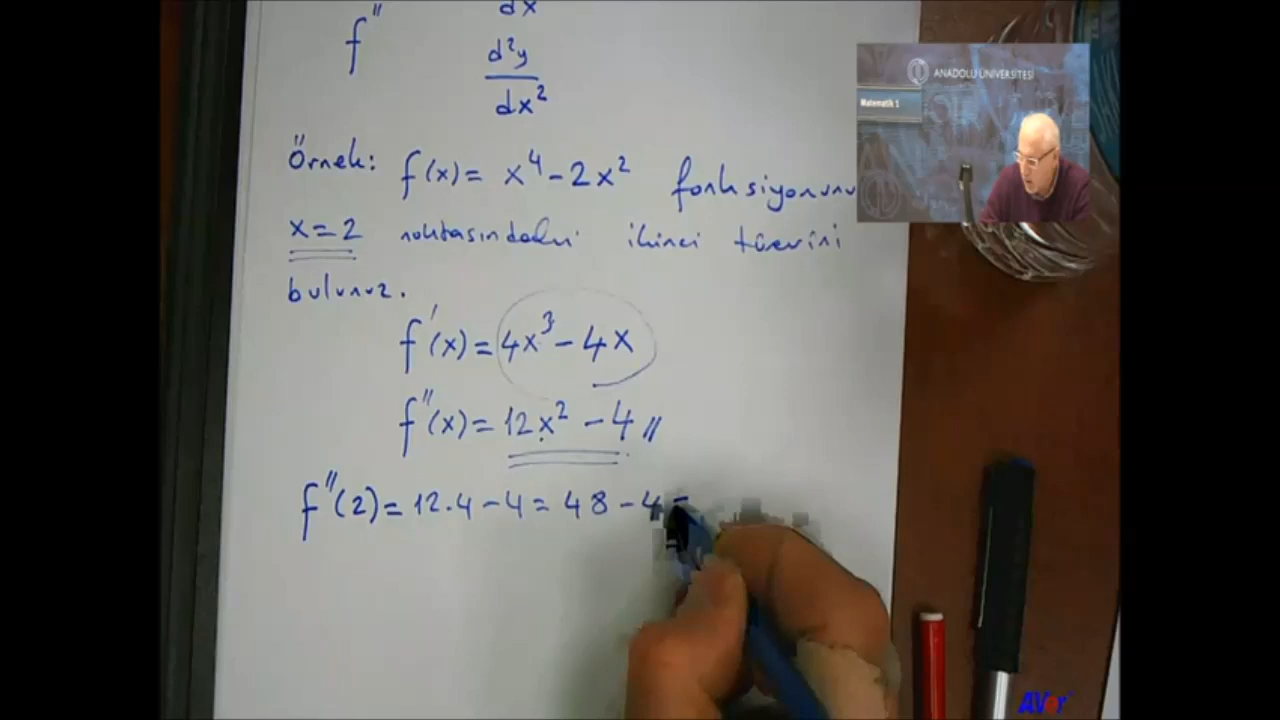 dx
f''
d²y
dx²
ANADOLU ÜNİVERSİTESİ
Matematik 1
Örnek: f(x) = x⁴ - 2x² fonksiyonunu
x=2 noktasındaki ikinci türevini
bulunuz.
f'(x) = 4x³ - 4x
f''(x) = 12x² - 4 //
f''(2) = 12.4 - 4 = 48 - 4 =
AVer